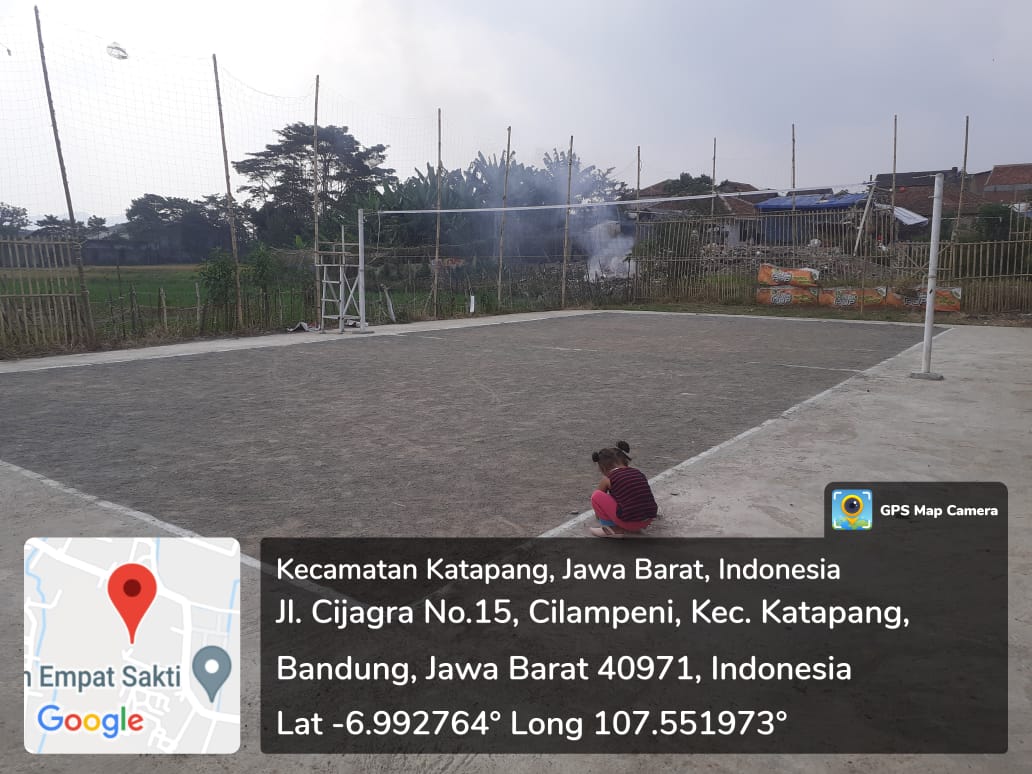 GPS Map Camera
Kecamatan Katapang, Jawa Barat, Indonesia
Jl. Cijagra No.15, Cilampeni, Kec. Katapang,
Bandung, Jawa Barat 40971, Indonesia
Lat -6.992764° Long 107.551973°
n Empat Sakti
Google